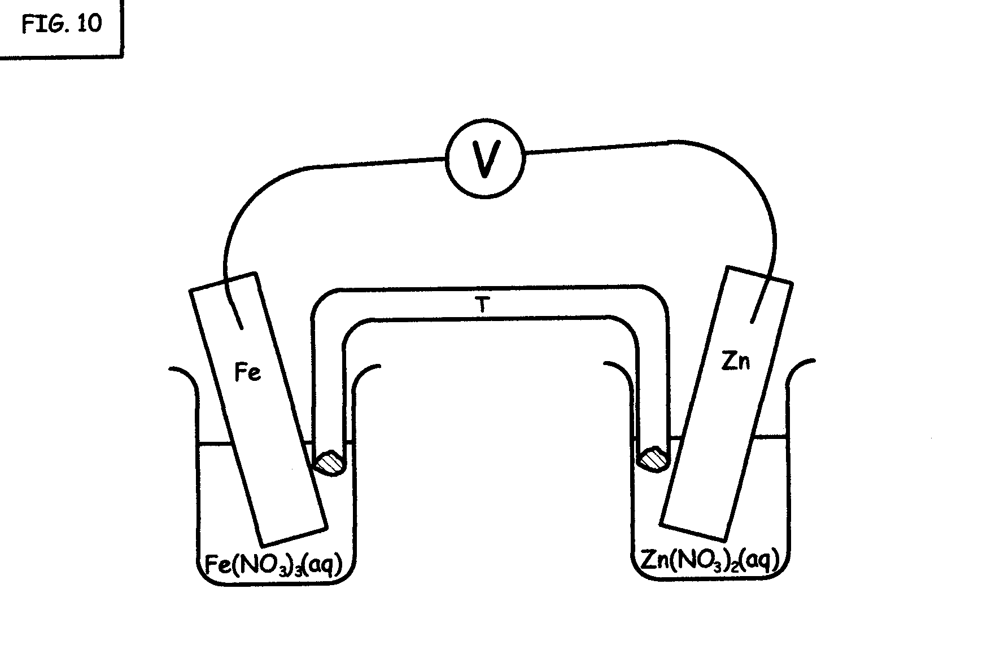 FIG. 10
V
T
Fe
Zn
Fe(NO₃)₃(aq)
Zn(NO₃)₂(aq)